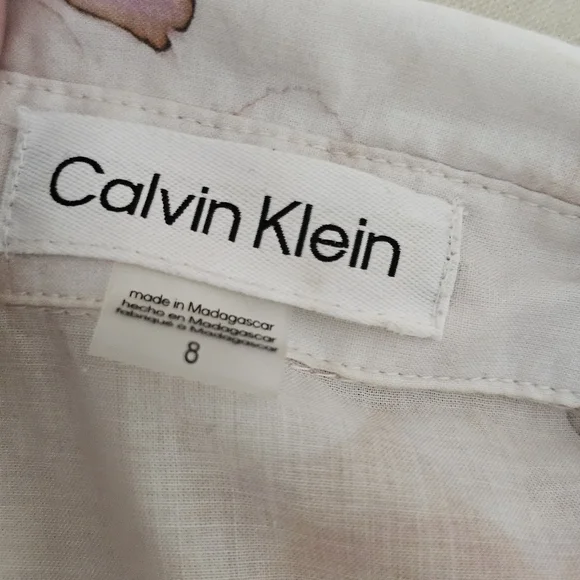 Calvin Klein
made in Madagascar
hecho en Madagascar
fabriqué à Madagascar
8